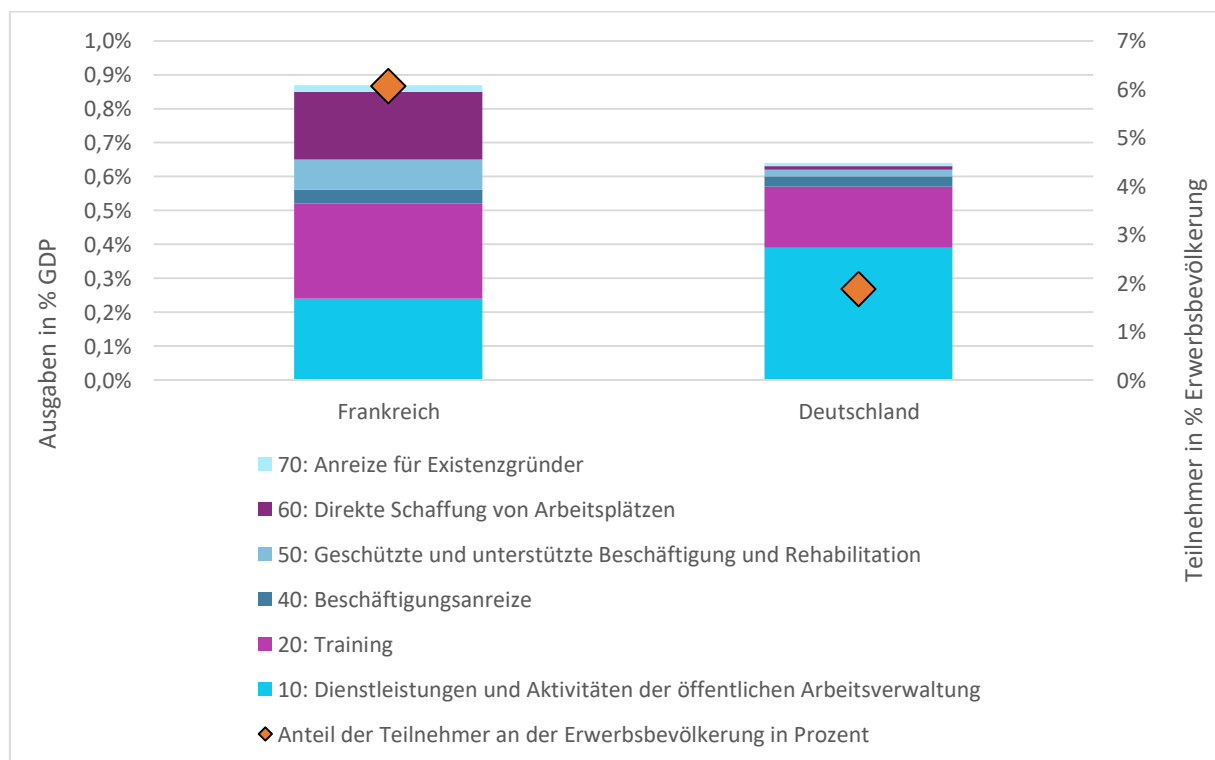 Ausgaben in % GDP
1,0%
0,9%
0,8%
0,7%
0,6%
0,5%
0,4%
0,3%
0,2%
0,1%
0,0%
7%
6%
5%
4%
3%
2%
1%
0%
Teilnehmer in % Erwerbsbevölkerung
Frankreich
Deutschland
70: Anreize für Existenzgründer
60: Direkte Schaffung von Arbeitsplätzen
50: Geschützte und unterstützte Beschäftigung und Rehabilitation
40: Beschäftigungsanreize
20: Training
10: Dienstleistungen und Aktivitäten der öffentlichen Arbeitsverwaltung
Anteil der Teilnehmer an der Erwerbsbevölkerung in Prozent